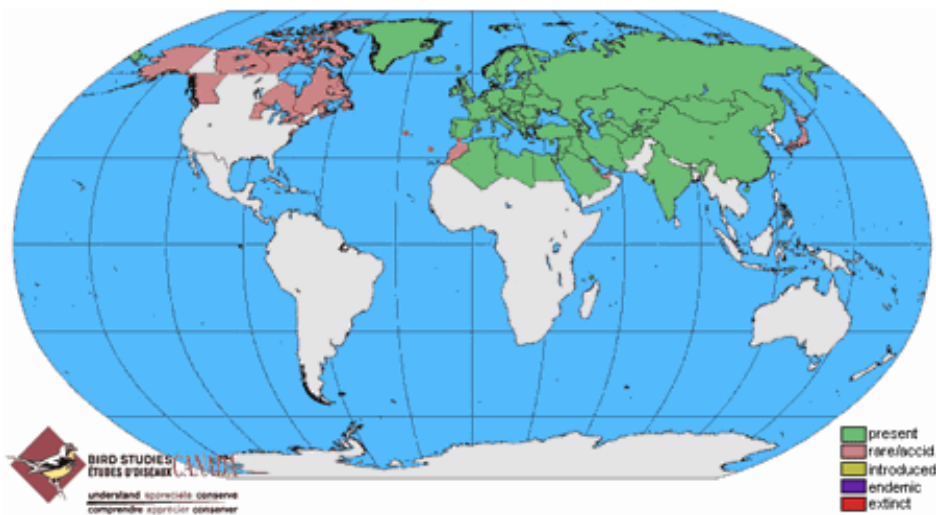 BIRD STUDIES
ÉTUDES D'OISEAUX
CANADA
understand appreciate conserve
comprendre apprécier conserver
present
rare/accid.
introduced
endemic
extinct